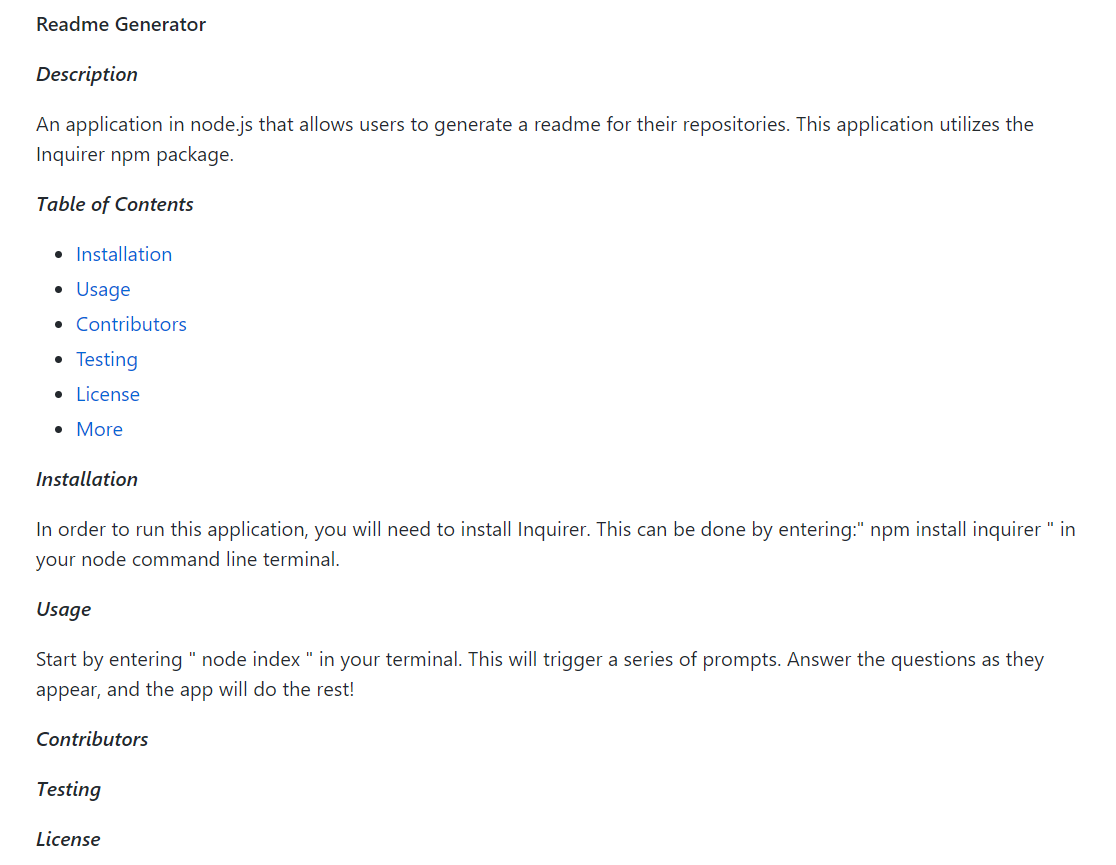 Readme Generator
Description
An application in node.js that allows users to generate a readme for their repositories. This application utilizes the
Inquirer npm package.
Table of Contents
Installation
Usage
Contributors
Testing
License
More
Installation
In order to run this application, you will need to install Inquirer. This can be done by entering:" npm install inquirer " in
your node command line terminal.
Usage
Start by entering " node index " in your terminal. This will trigger a series of prompts. Answer the questions as they
appear, and the app will do the rest!
Contributors
Testing
License